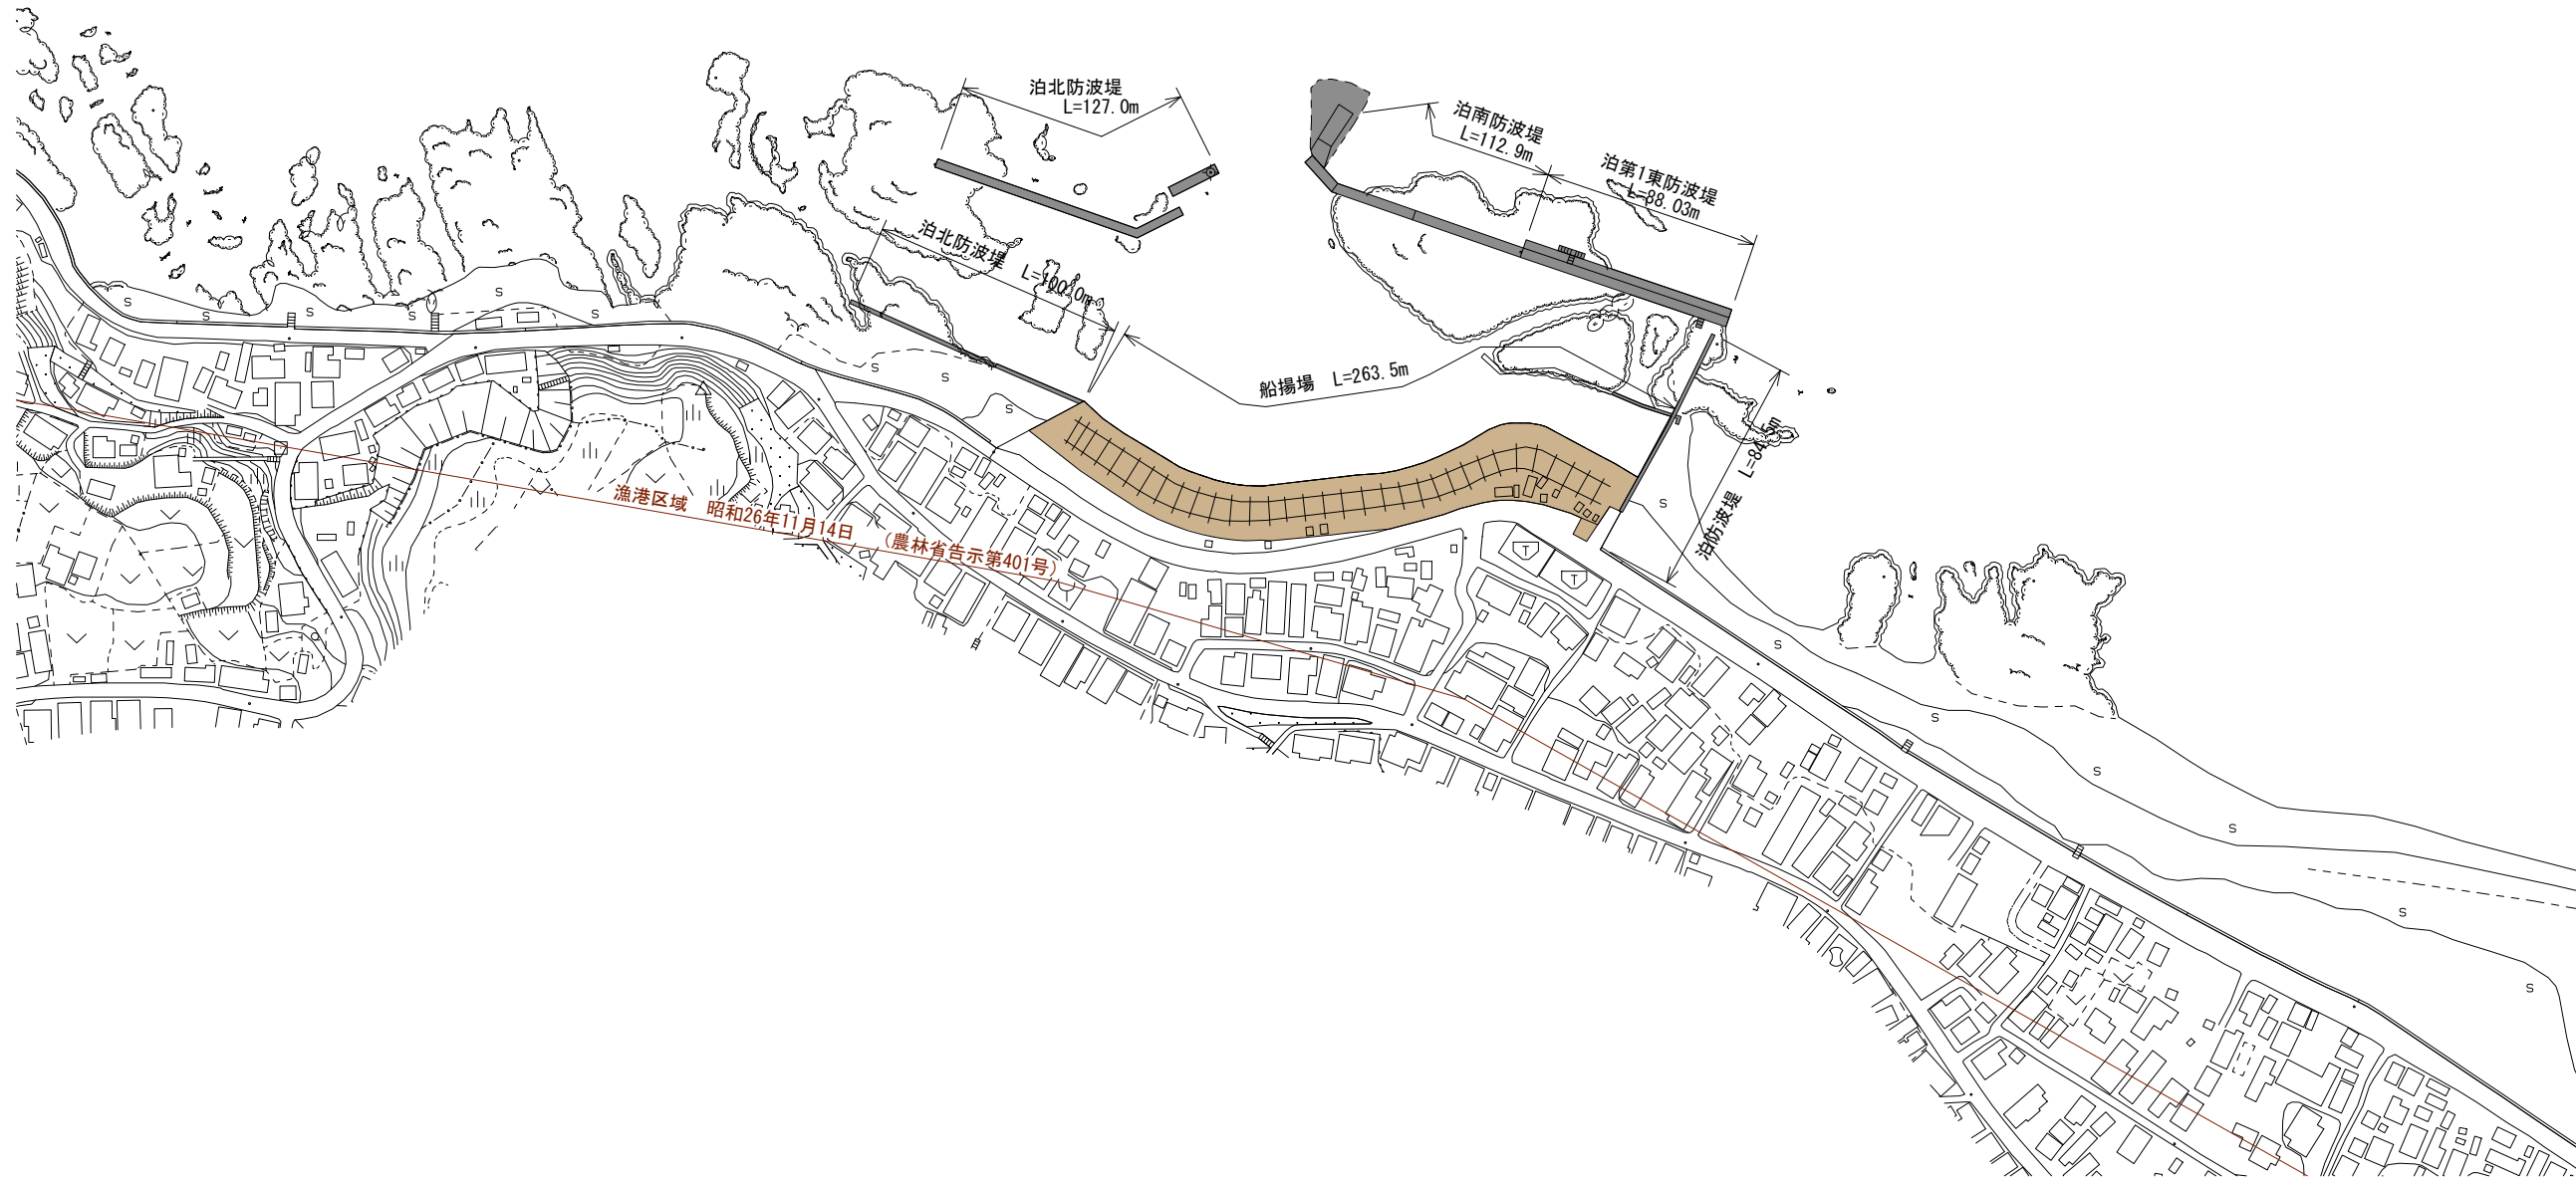 泊北防波堤
L=127.0m
泊南防波堤
L=112.9m
泊第1東防波堤
L=88.03m
泊北防波堤 L=100.0m
船揚場 L=263.5m
泊防波堤
漁港区域 昭和26年11月14日 (農林省告示第401号)
S
S
S
S
S
S
S
S
S
S
T
T
S
S
S
S
S
S